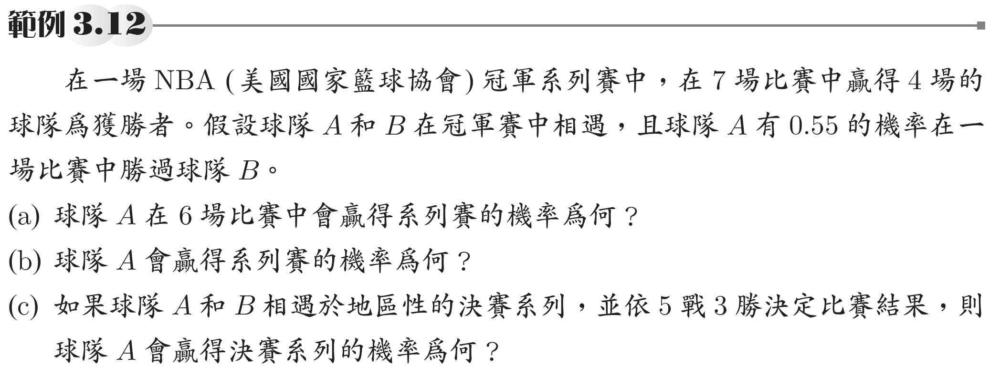 範例 3.12
在一場 NBA (美國國家籃球協會) 冠軍系列賽中，在 7 場比賽中贏得 4 場的
球隊為獲勝者。假設球隊 A 和 B 在冠軍賽中相遇，且球隊 A 有 0.55 的機率在一
場比賽中勝過球隊 B。
(a) 球隊 A 在 6 場比賽中會贏得系列賽的機率為何？
(b) 球隊 A 會贏得系列賽的機率為何？
(c) 如果球隊 A 和 B 相遇於地區性的決賽系列，並依 5 戰 3 勝決定比賽結果，則
球隊 A 會贏得決賽系列的機率為何？